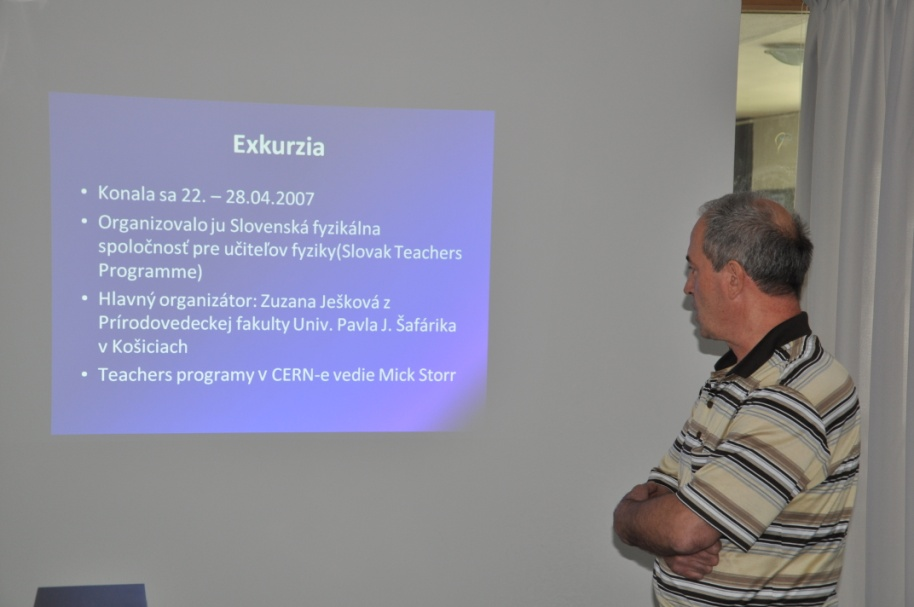 Exkurzia
• Konala sa 22. – 28.04.2007
• Organizovalo ju Slovenská fyzikálna
spoločnosť pre učiteľov fyziky(Slovak Teachers
Programme)
• Hlavný organizátor: Zuzana Ješková z
Prírodovedeckej fakulty Univ. Pavla J. Šafárika
v Košiciach
• Teachers programy v CERN-e vedie Mick Storr